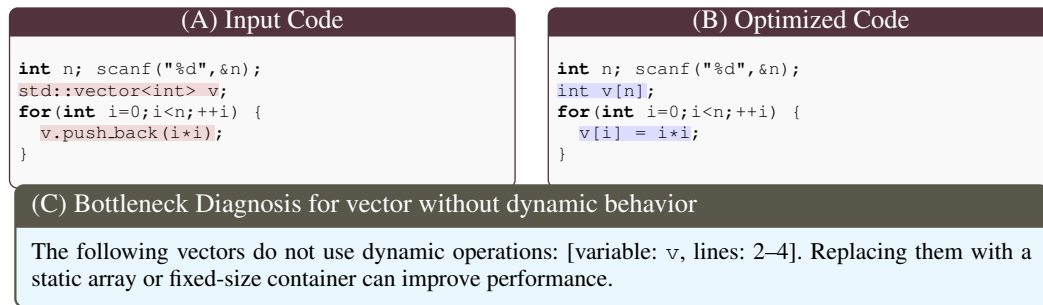 (A) Input Code
int n; scanf("%d",&n);
std::vector<int> v;
for(int i=0;i<n;++i) {
v.push_back(i*i);
}
(B) Optimized Code
int n; scanf("%d",&n);
int v[n];
for(int i=0;i<n;++i) {
v[i] = i*i;
}
(C) Bottleneck Diagnosis for vector without dynamic behavior
The following vectors do not use dynamic operations: [variable: v, lines: 2–4]. Replacing them with a
static array or fixed-size container can improve performance.